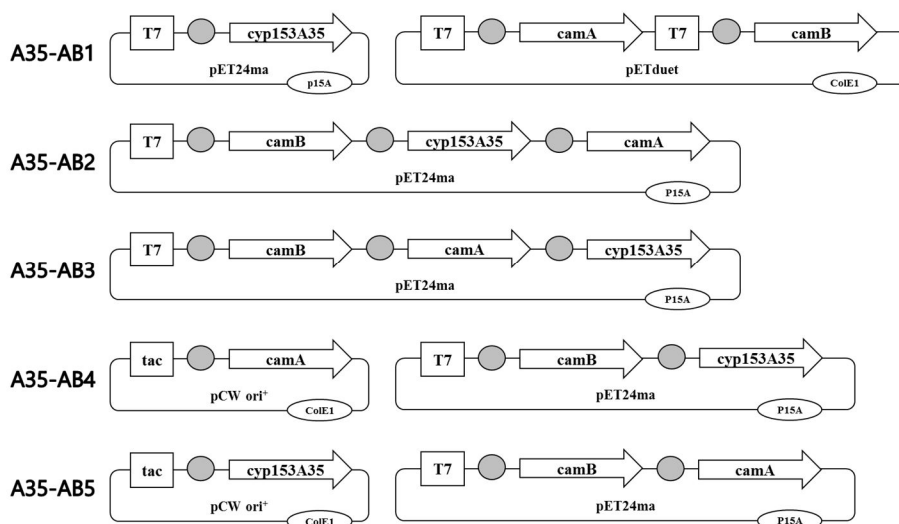 A35-AB1 T7 cyp153A35 T7 camA T7 camB
pET24ma pETduet
p15A ColE1
A35-AB2 T7 camB cyp153A35 camA
pET24ma
P15A
A35-AB3 T7 camB camA cyp153A35
pET24ma
P15A
A35-AB4 tac camA T7 camB cyp153A35
pCW ori⁺ pET24ma
ColE1 P15A
A35-AB5 tac cyp153A35 T7 camB camA
pCW ori⁺ pET24ma
ColE1 P15A